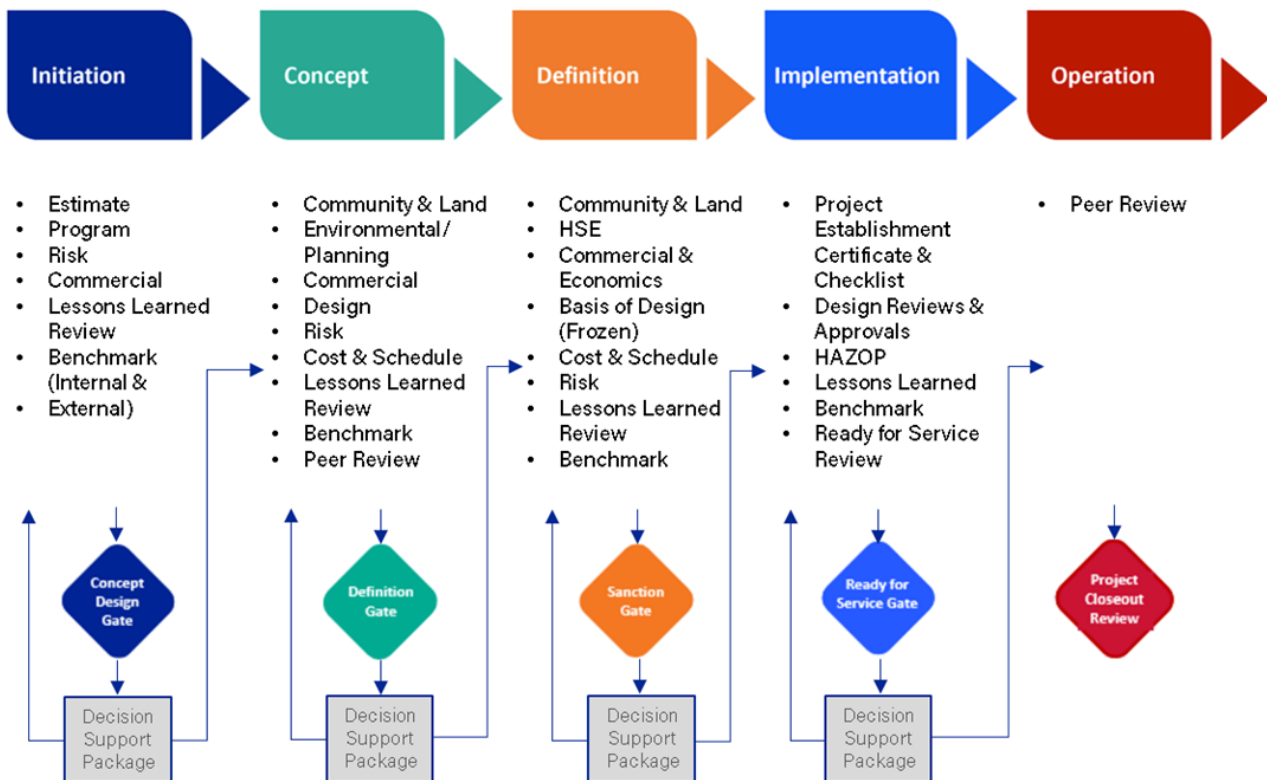 Initiation
Concept
Definition
Implementation
Operation
• Estimate
• Program
• Risk
• Commercial
• Lessons Learned
Review
• Benchmark
(Internal &
• External)
• Community & Land
• Environmental/
Planning
• Commercial
• Design
• Risk
• Cost & Schedule
• Lessons Learned
Review
• Benchmark
• Peer Review
• Community & Land
• HSE
• Commercial &
Economics
• Basis of Design
(Frozen)
• Cost & Schedule
• Risk
• Lessons Learned
Review
• Benchmark
• Project
Establishment
Certificate &
Checklist
• Design Reviews &
Approvals
• HAZOP
• Lessons Learned
• Benchmark
• Ready for Service
Review
• Peer Review
Concept
Design
Gate
Definition
Gate
Sanction
Gate
Ready for
Service Gate
Project
Closeout
Review
Decision
Support
Package
Decision
Support
Package
Decision
Support
Package
Decision
Support
Package